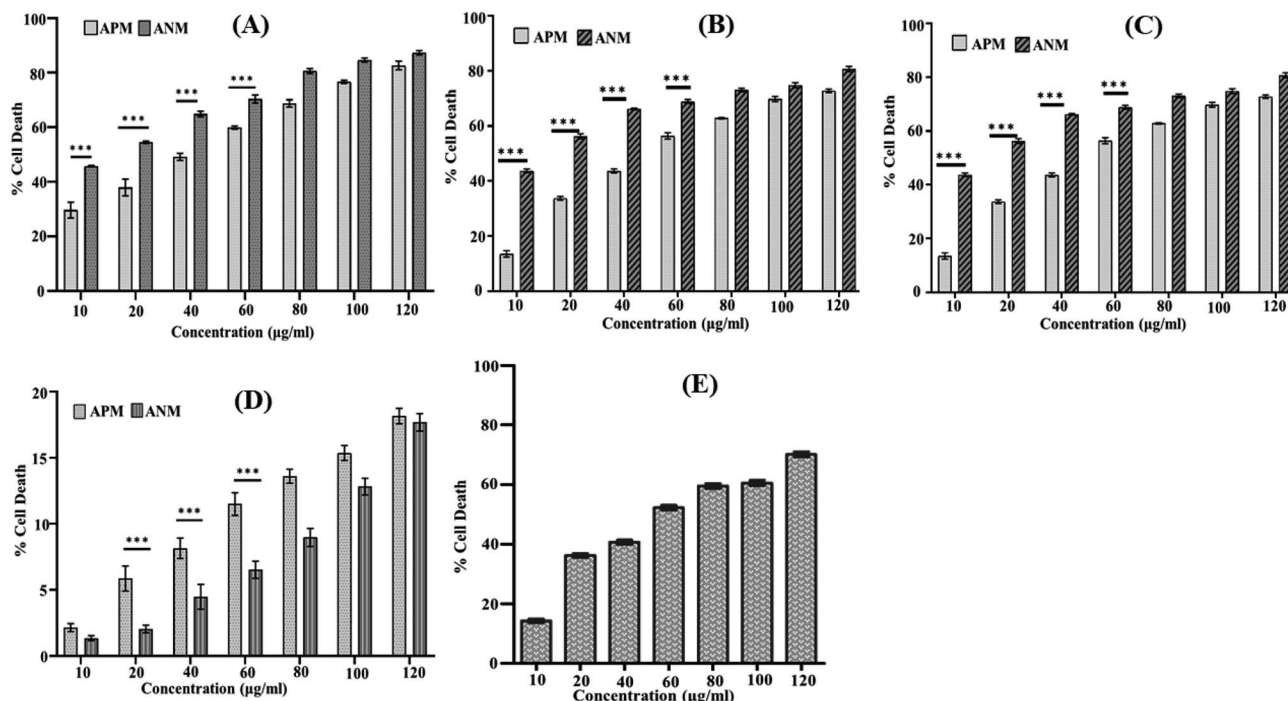 (A)
APM ANM
% Cell Death
100
80
60
40
20
0
*** *** *** ***
10 20 40 60 80 100 120
Concentration (µg/ml)
(B)
APM ANM
% Cell Death
100
80
60
40
20
0
*** *** *** ***
10 20 40 60 80 100 120
Concentration (µg/ml)
(C)
APM ANM
% Cell Death
100
80
60
40
20
0
*** *** *** ***
10 20 40 60 80 100 120
Concentration (µg/ml)
(D)
APM ANM
% Cell Death
20
15
10
5
0
*** *** ***
10 20 40 60 80 100 120
Concentration (µg/ml)
(E)
% Cell Death
100
80
60
40
20
0
10 20 40 60 80 100 120
Concentration (µg/ml)